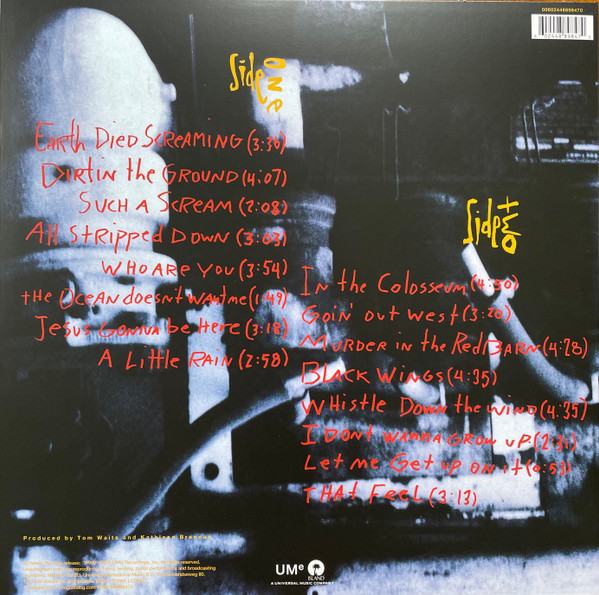 00602448898470
Side one
Earth Died Screaming (3:36)
Dirt in the Ground (4:07)
Such a Scream (2:08)
All Stripped Down (3:03)
Who Are You (3:54)
the Ocean doesn't want me (1:49)
Jesus Gonna be Here (3:18)
A Little Rain (2:58)
Side two
In the Colosseum (4:50)
Goin' Out West (3:20)
Murder in the Red Barn (4:28)
Black Wings (4:35)
Whistle Down the Wind (4:35)
I Dont Wanna Grow Up (2:31)
Let me Get up on it (0:53)
That Feel (3:13)
Produced by Tom Waits and Kathleen Brennan
UMe
ISLAND
A UNIVERSAL MUSIC COMPANY